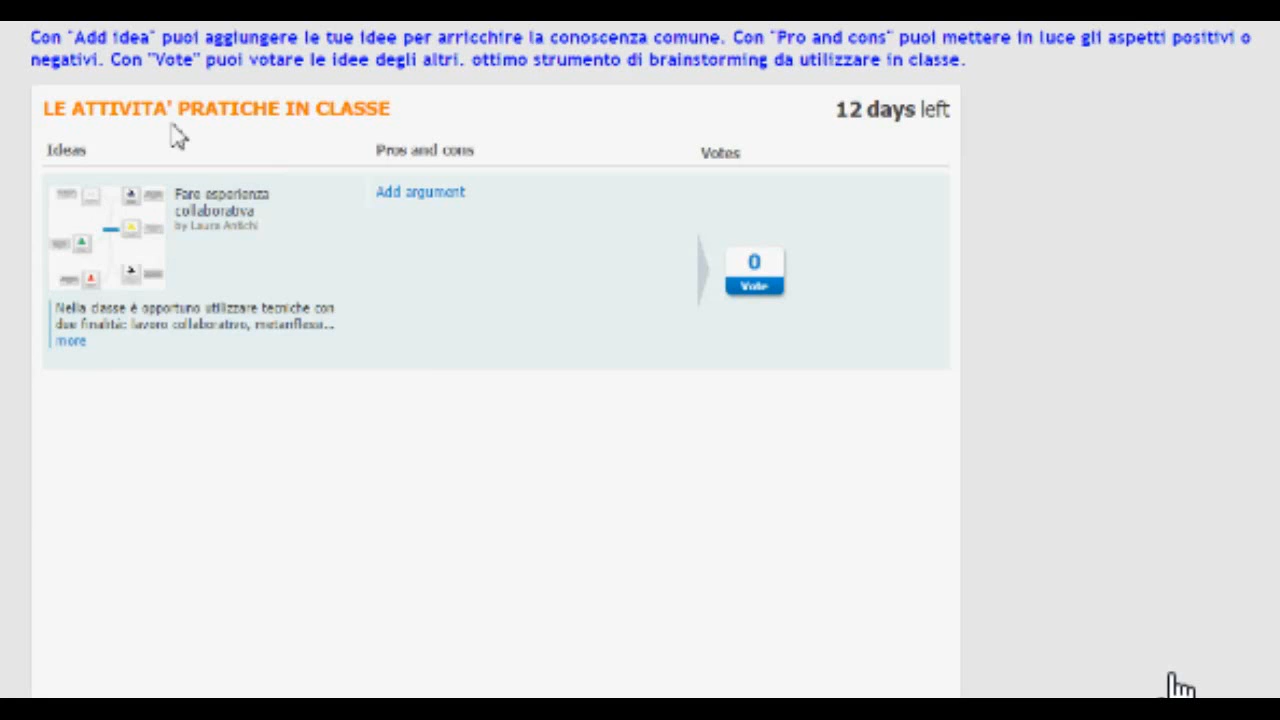 Con "Add idea" puoi aggiungere le tue idee per arricchire la conoscenza comune. Con "Pro and cons" puoi mettere in luce gli aspetti positivi o
negativi. Con "Vote" puoi votare le idee degli altri. ottimo strumento di brainstorming da utilizzare in classe.
LE ATTIVITA' PRATICHE IN CLASSE
12 days left
Ideas
Pros and cons
Votes
Fare esperienza
collaborativa
by Laura Antichi
Add argument
0
Vote
Nella classe è opportuno utilizzare tecniche con
due finalità: lavoro collaborativo, metariflessi...
more